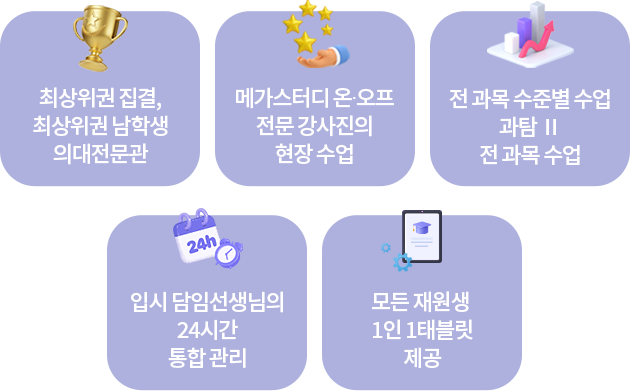 최상위권 집결,
최상위권 남학생
의대전문관
메가스터디 온·오프
전문 강사진의
현장 수업
전 과목 수준별 수업
과탐 Ⅱ
전 과목 수업
24h
입시 담임선생님의
24시간
통합 관리
모든 재원생
1인 1태블릿
제공